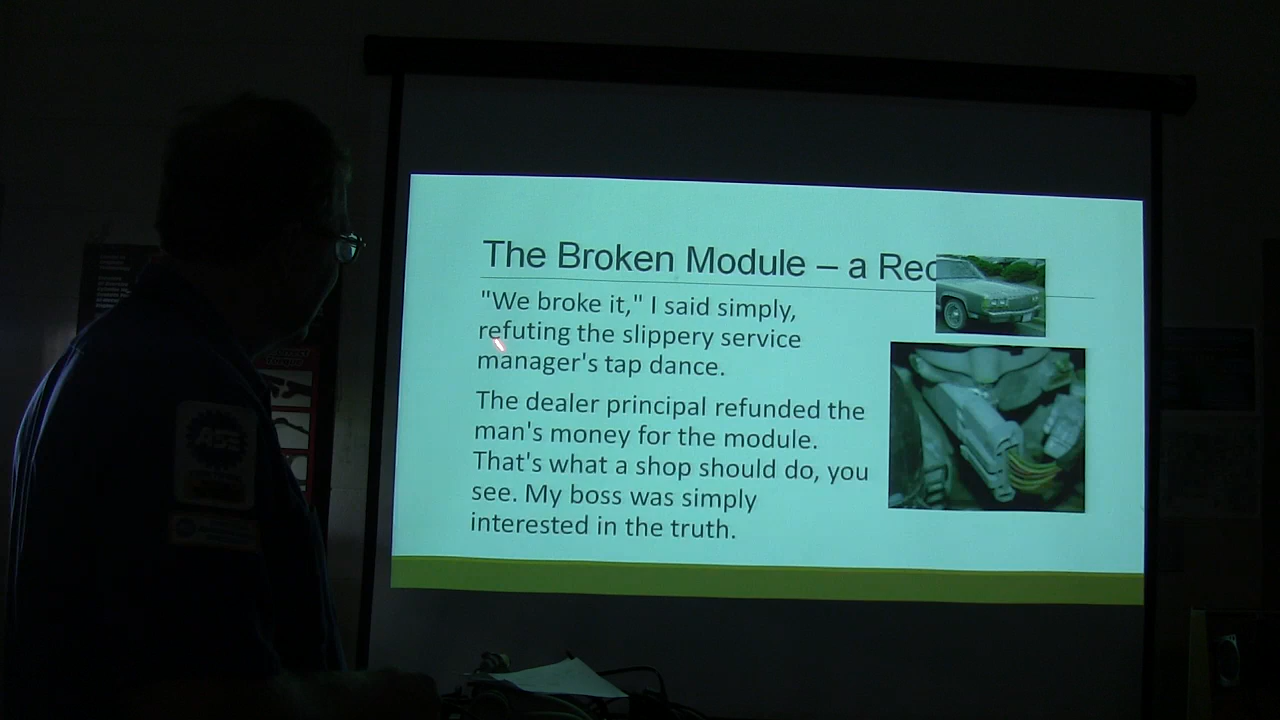 The Broken Module – a Rec
"We broke it," I said simply,
refuting the slippery service
manager's tap dance.
The dealer principal refunded the
man's money for the module.
That's what a shop should do, you
see. My boss was simply
interested in the truth.
ASE